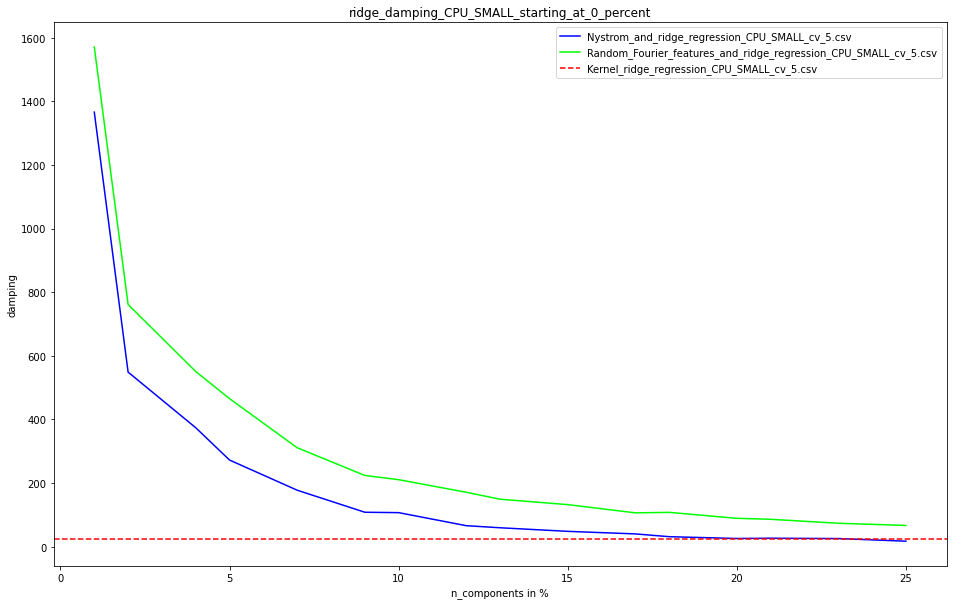 ridge_damping_CPU_SMALL_starting_at_0_percent
Nystrom_and_ridge_regression_CPU_SMALL_cv_5.csv
Random_Fourier_features_and_ridge_regression_CPU_SMALL_cv_5.csv
Kernel_ridge_regression_CPU_SMALL_cv_5.csv
1600
1400
1200
1000
800
600
400
200
0
damping
0 5 10 15 20 25
n_components in %